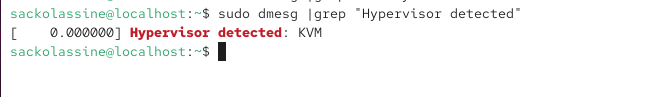 sackolassine@localhost:~$ sudo dmesg |grep "Hypervisor detected"
[    0.000000] Hypervisor detected: KVM
sackolassine@localhost:~$